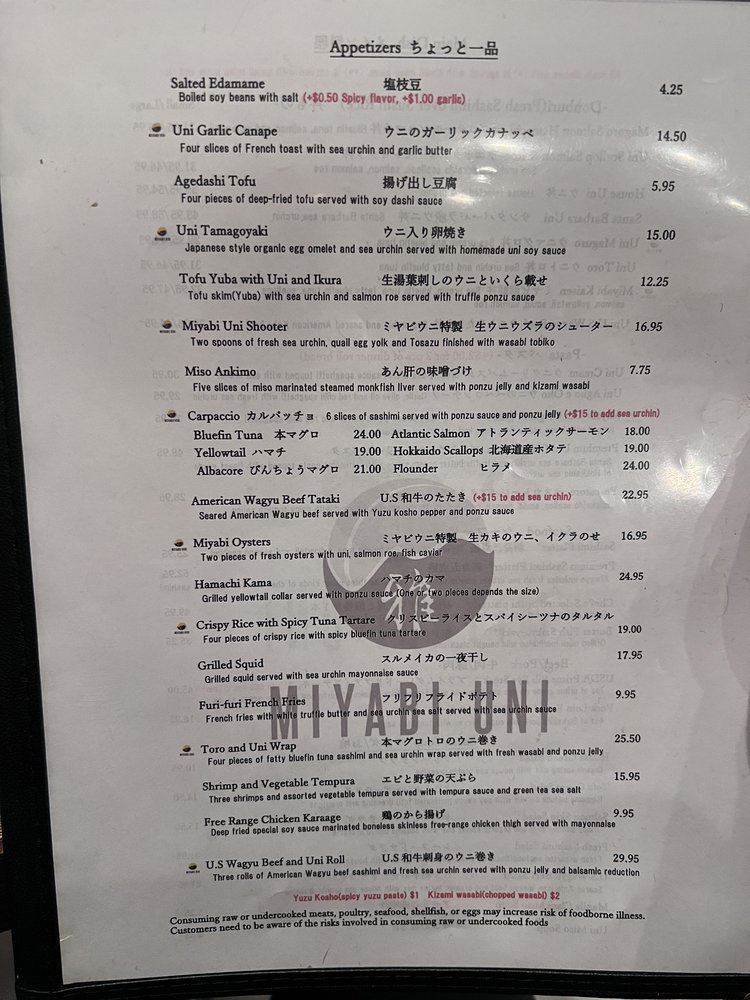 Appetizers ちょっと一品
Salted Edamame 塩枝豆 4.25
Boiled soy beans with salt (+$0.50 Spicy flavor, +$1.00 garlic)
Uni Garlic Canape ウニのガーリックカナッペ 14.50
Four slices of French toast with sea urchin and garlic butter
Agedashi Tofu 揚げ出し豆腐 5.95
Four pieces of deep-fried tofu served with soy dashi sauce
Uni Tamagoyaki ウニ入り卵焼き 15.00
Japanese style organic egg omelet and sea urchin served with homemade uni soy sauce
Tofu Yuba with Uni and Ikura 生湯葉刺しのウニといくら載せ 12.25
Tofu skim(Yuba) with sea urchin and salmon roe served with truffle ponzu sauce
Miyabi Uni Shooter ミヤビウニ特製 生ウニウズラのシューター 16.95
Two spoons of fresh sea urchin, quail egg yolk and Tosazu finished with wasabi tobiko
Miso Ankimo あん肝の味噌づけ 7.75
Five slices of miso marinated steamed monkfish liver served with ponzu jelly and kizami wasabi
Carpaccio カルパッチョ 6 slices of sashimi served with ponzu sauce and ponzu jelly (+$15 to add sea urchin)
Bluefin Tuna 本マグロ 24.00 Atlantic Salmon アトランティックサーモン 18.00
Yellowtail ハマチ 19.00 Hokkaido Scallops 北海道産ホタテ 19.00
Albacore びんちょうマグロ 21.00 Flounder ヒラメ 24.00
American Wagyu Beef Tataki U.S和牛のたたき (+$15 to add sea urchin) 22.95
Seared American Wagyu beef served with Yuzu kosho pepper and ponzu sauce
Miyabi Oysters ミヤビウニ特製 生カキのウニ、イクラのせ 16.95
Two pieces of fresh oysters with uni, salmon roe, fish caviar
Hamachi Kama ハマチのカマ 24.95
Grilled yellowtail collar served with ponzu sauce (One or two pieces depends the size)
雅
Crispy Rice with Spicy Tuna Tartare クリスピーライスとスパイシーツナのタルタル 19.00
Four pieces of crispy rice with spicy bluefin tuna tartare
Grilled Squid スルメイカの一夜干し 17.95
Grilled squid served with sea urchin mayonnaise sauce
Furi-furi French Fries フリフリフライドポテト 9.95
French fries with white truffle butter and sea urchin sea salt served with sea urchin sauce
MIYABI UNI
Toro and Uni Wrap 本マグロトロのウニ巻き 25.50
Four pieces of fatty bluefin tuna sashimi and sea urchin wrap served with fresh wasabi and ponzu jelly
Shrimp and Vegetable Tempura エビと野菜の天ぷら 15.95
Three shrimps and assorted vegetable tempura served with tempura sauce and green tea sea salt
Free Range Chicken Karaage 鶏のから揚げ 9.95
Deep fried special soy sauce marinated boneless skinless free-range chicken thigh served with mayonnaise
U.S Wagyu Beef and Uni Roll U.S和牛刺身のウニ巻き 29.95
Three rolls of American Wagyu beef sashimi and fresh sea urchin served with ponzu jelly and balsamic reduction
Yuzu Kosho(spicy yuzu paste) $1 Kizami wasabi(chopped wasabi) $2
Consuming raw or undercooked meats, poultry, seafood, shellfish, or eggs may increase risk of foodborne illness.
Customers need to be aware of the risks involved in consuming raw or undercooked foods